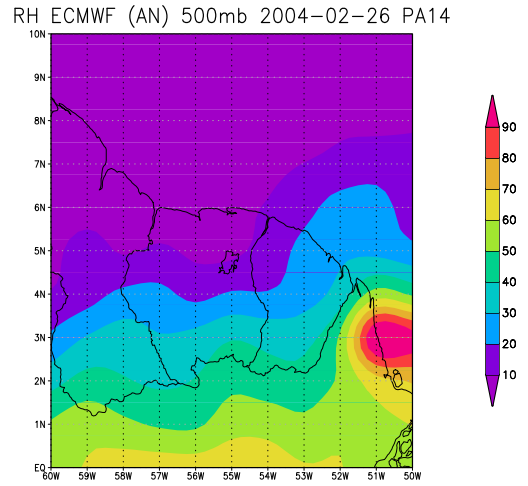 RH ECMWF (AN) 500mb 2004-02-26 PA14
10N
9N
8N
7N
6N
5N
4N
3N
2N
1N
EQ
60W 59W 58W 57W 56W 55W 54W 53W 52W 51W 50W
90
80
70
60
50
40
30
20
10